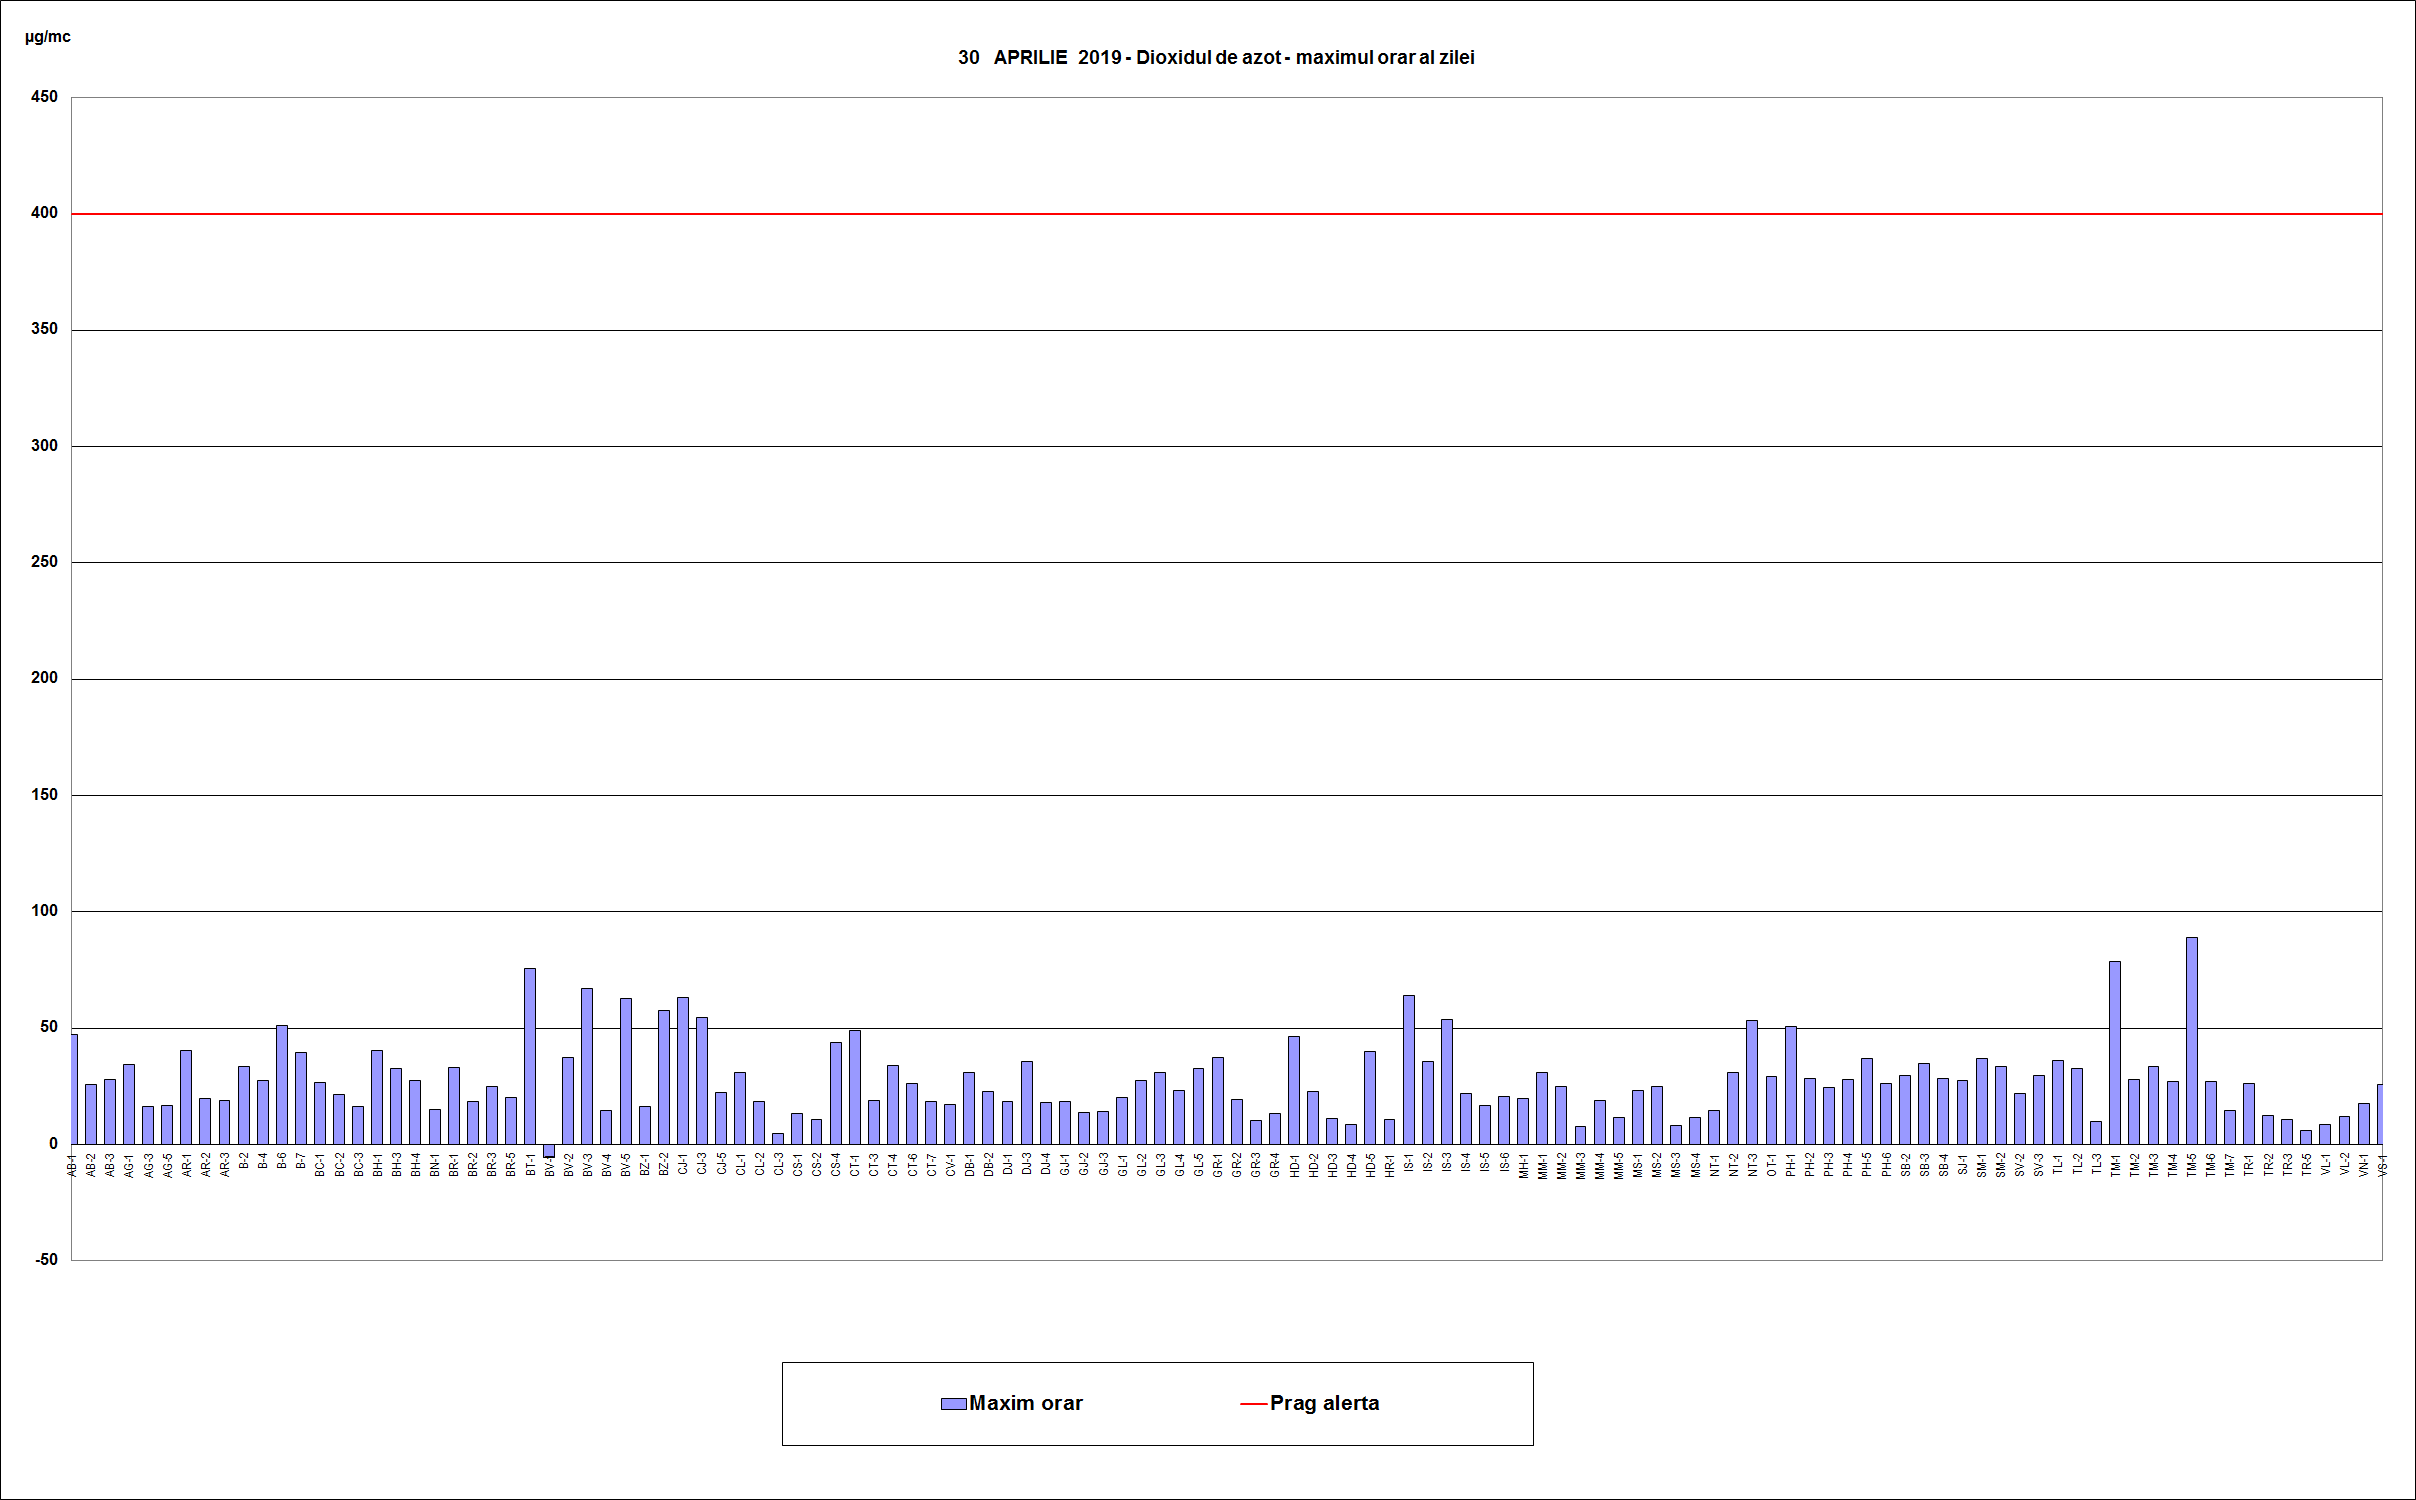 µg/mc
30 APRILIE 2019 - Dioxidul de azot - maximul orar al zilei
450
400
350
300
250
200
150
100
50
0
-50
AB-1 AB-2 AB-3 AG-1 AG-3 AG-5 AR-1 AR-2 AR-3 B-2 B-4 B-6 B-7 BC-1 BC-2 BC-3 BH-1 BH-3 BH-4 BN-1 BR-1 BR-2 BR-3 BR-5 BT-1 BV-1 BV-2 BV-3 BV-4 BV-5 BZ-1 BZ-2 CJ-1 CJ-3 CJ-5 CL-1 CL-2 CL-3 CS-1 CS-2 CS-4 CT-1 CT-3 CT-4 CT-6 CT-7 CV-1 DB-1 DB-2 DJ-1 DJ-3 DJ-4 GJ-1 GJ-2 GJ-3 GL-1 GL-2 GL-3 GL-4 GL-5 GR-1 GR-2 GR-3 GR-4 HD-1 HD-2 HD-3 HD-4 HD-5 HR-1 IS-1 IS-2 IS-3 IS-4 IS-5 IS-6 MH-1 MM-1 MM-2 MM-3 MM-4 MM-5 MS-1 MS-2 MS-3 MS-4 NT-1 NT-2 NT-3 OT-1 PH-1 PH-2 PH-3 PH-4 PH-5 PH-6 SB-2 SB-3 SB-4 SJ-1 SM-1 SM-2 SV-2 SV-3 TL-1 TL-2 TL-3 TM-1 TM-2 TM-3 TM-4 TM-5 TM-6 TM-7 TR-1 TR-2 TR-3 TR-5 VL-1 VL-2 VN-1 VS-1
Maxim orar
Prag alerta